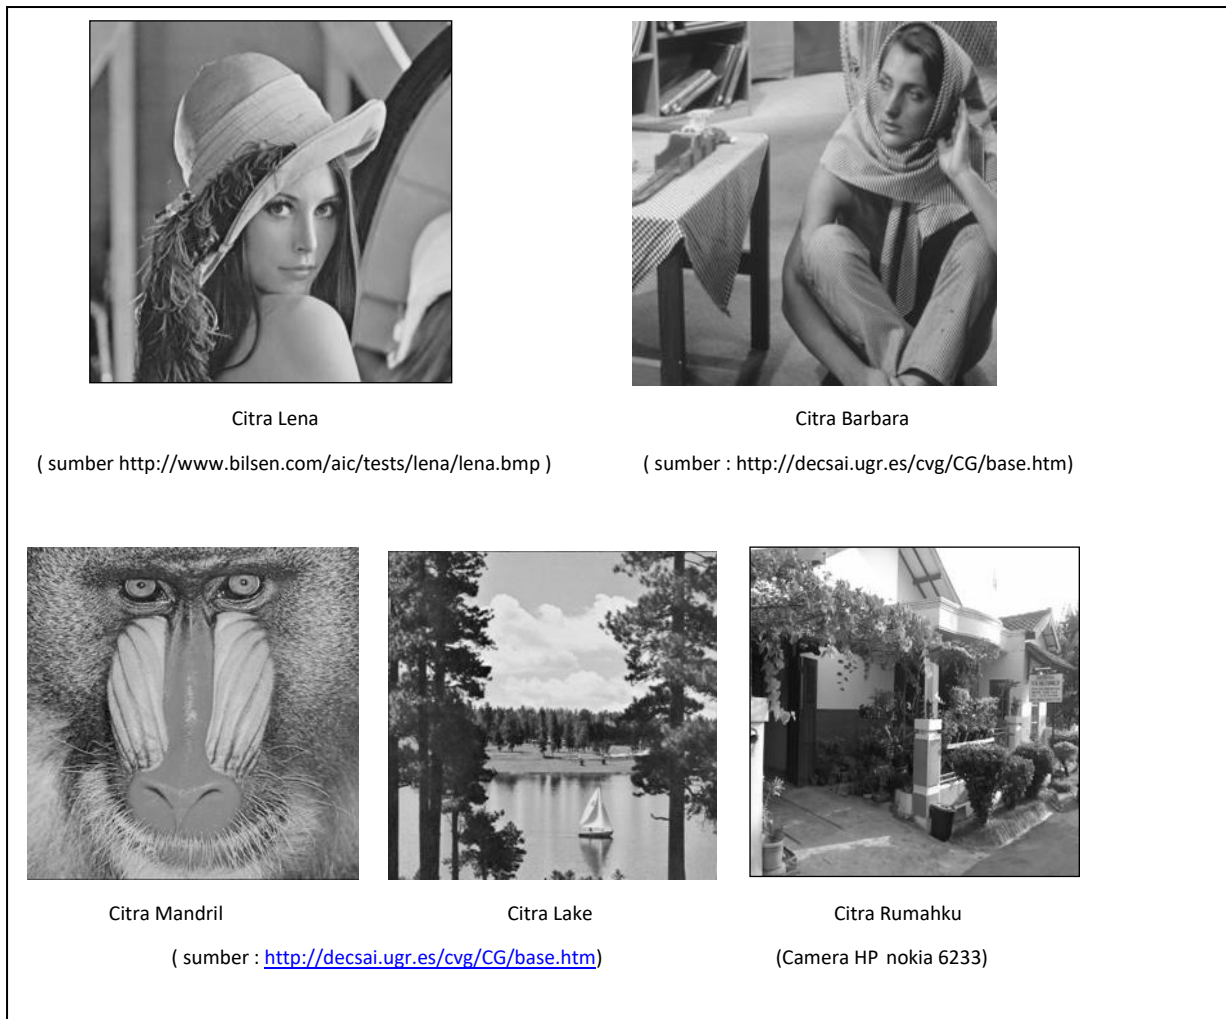 Citra Lena
Citra Barbara
( sumber http://www.bilsen.com/aic/tests/lena/lena.bmp )
( sumber : http://decsai.ugr.es/cvg/CG/base.htm)
Citra Mandril
Citra Lake
Citra Rumahku
( sumber : http://decsai.ugr.es/cvg/CG/base.htm)
(Camera HP nokia 6233)